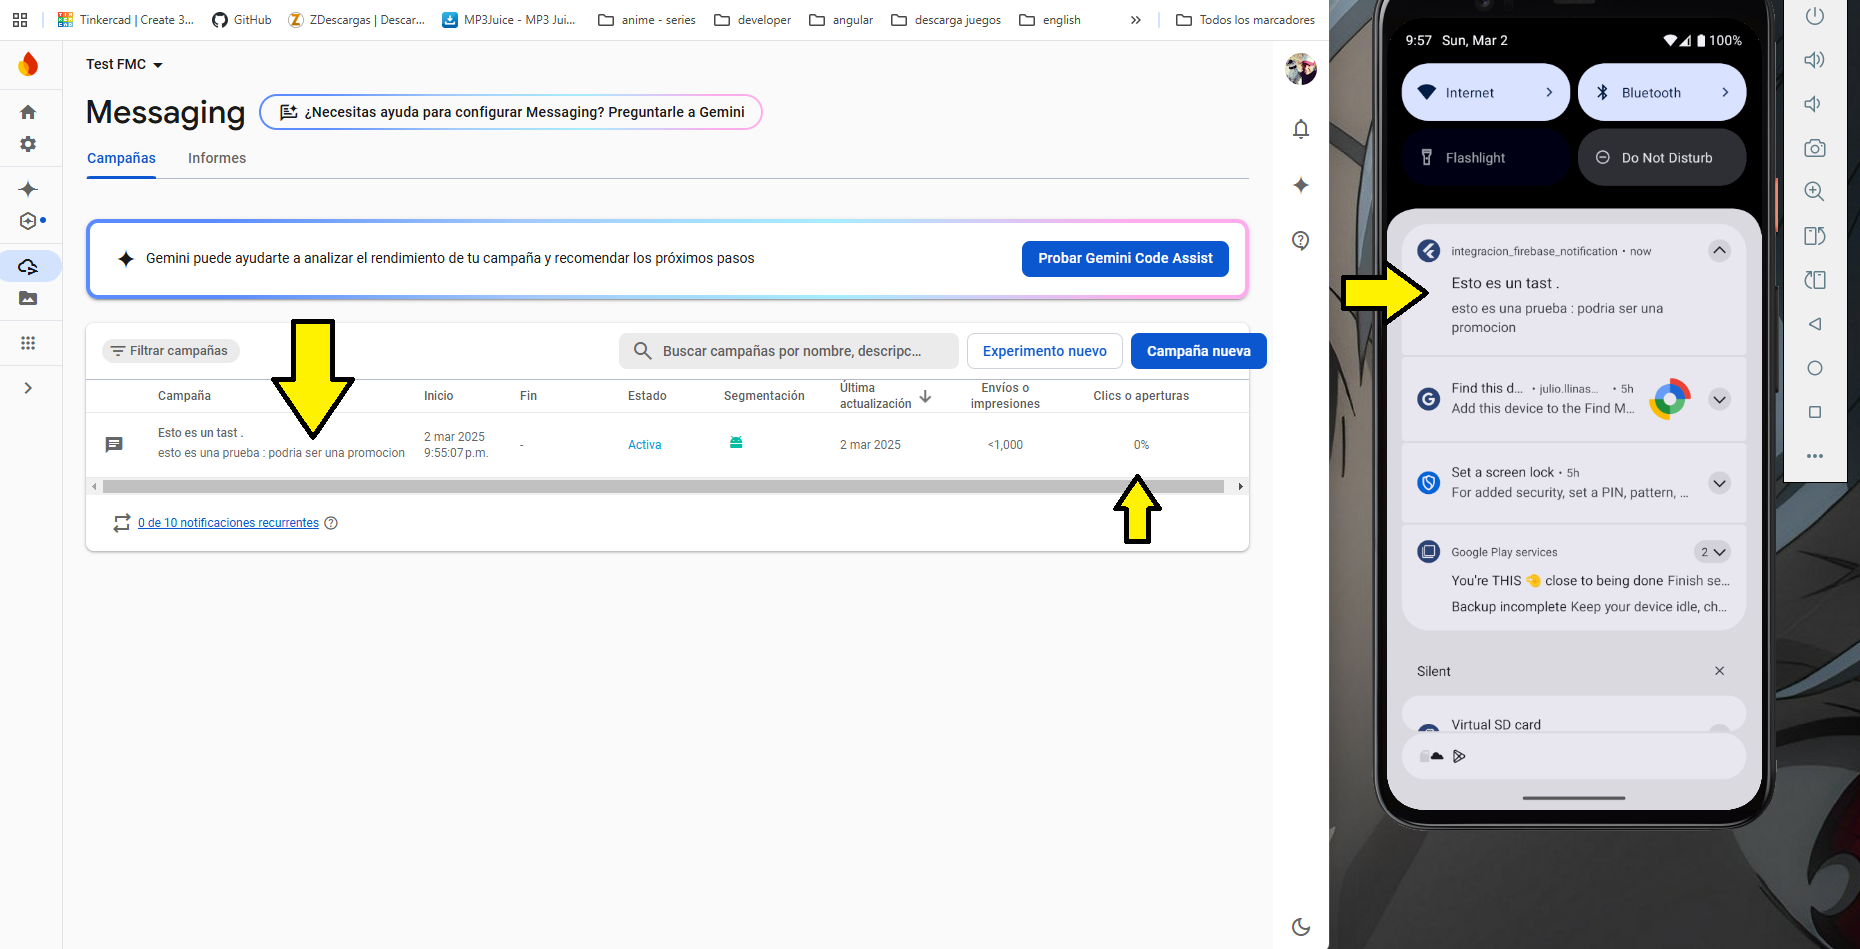 Tinkercad | Create 3...
GitHub
ZDescargas | Descar...
MP3Juice - MP3 Jui...
anime - series
developer
angular
descarga juegos
english
Todos los marcadores
Test FMC
Messaging
¿Necesitas ayuda para configurar Messaging? Preguntarle a Gemini
Campañas
Informes
Gemini puede ayudarte a analizar el rendimiento de tu campaña y recomendar los próximos pasos
Probar Gemini Code Assist
Filtrar campañas
Buscar campañas por nombre, descripc...
Experimento nuevo
Campaña nueva
Campaña
Inicio
Fin
Estado
Segmentación
Última
actualización
Envíos o
impresiones
Clics o aperturas
Esto es un tast .
esto es una prueba : podria ser una promocion
2 mar 2025
9:55:07 p.m.
-
Activa
2 mar 2025
<1,000
0%
0 de 10 notificaciones recurrentes
9:57 Sun, Mar 2
100%
Internet
Bluetooth
Flashlight
Do Not Disturb
integracion_firebase_notification • now
Esto es un tast .
esto es una prueba : podria ser una
promocion
Find this d... • julio.llinas... • 5h
Add this device to the Find M...
Set a screen lock • 5h
For added security, set a PIN, pattern, ...
Google Play services
2
You're THIS 🤏 close to being done Finish se...
Backup incomplete Keep your device idle, ch...
Silent
Virtual SD card